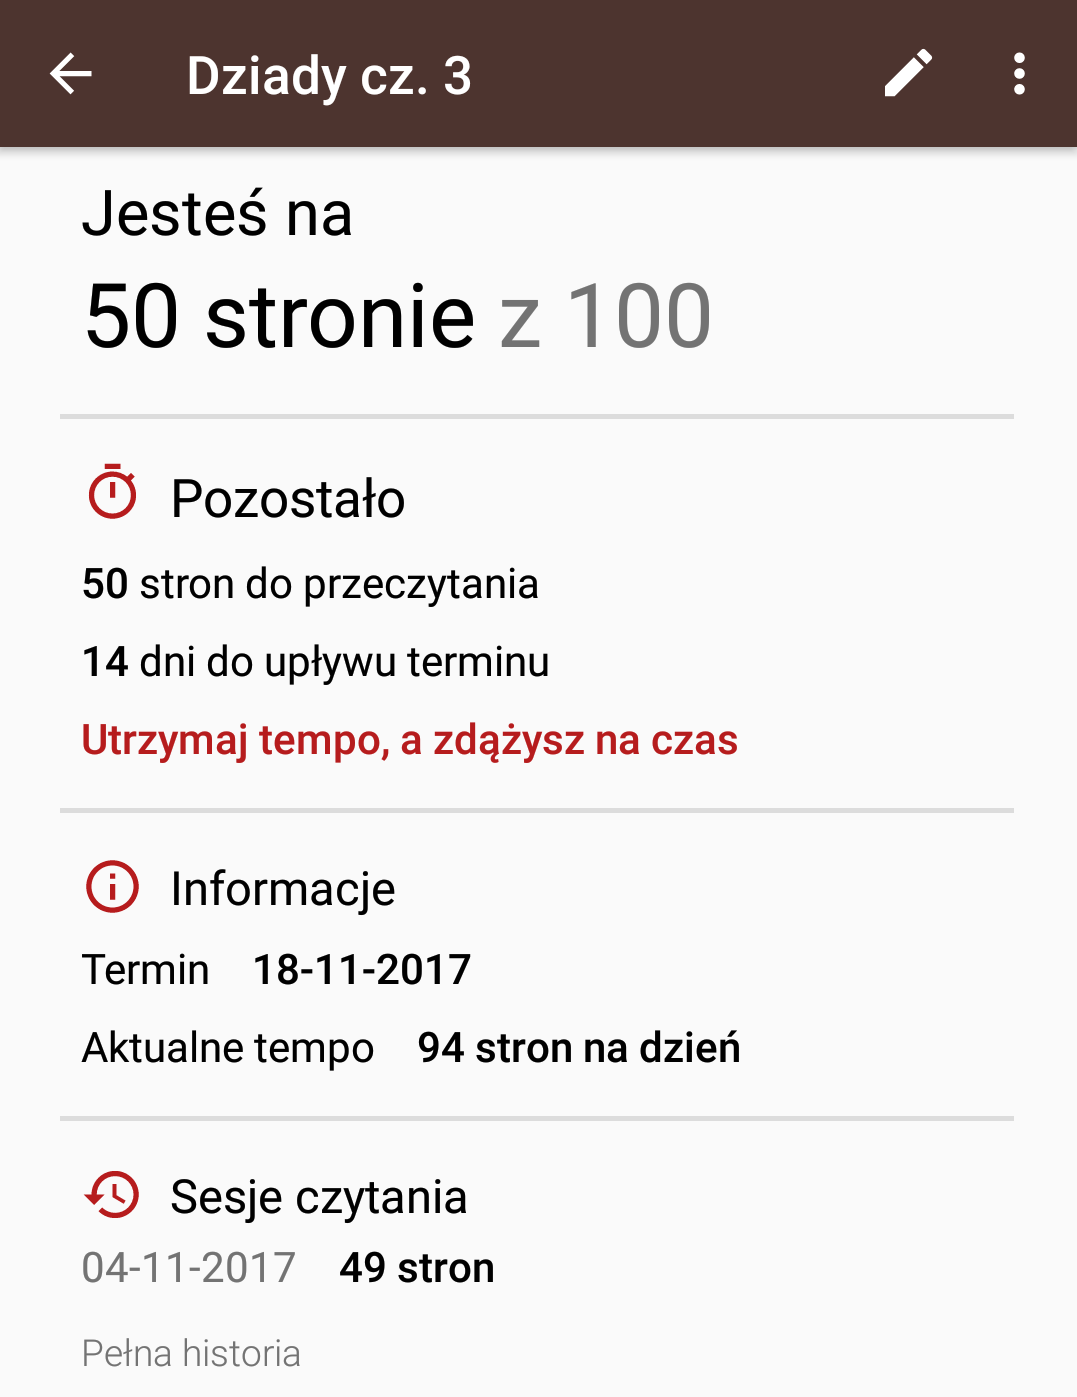 Dziady cz. 3
Jesteś na
50 stronie z 100
Pozostało
50 stron do przeczytania
14 dni do upływu terminu
Utrzymaj tempo, a zdążysz na czas
Informacje
Termin 18-11-2017
Aktualne tempo 94 stron na dzień
Sesje czytania
04-11-2017 49 stron
Pełna historia